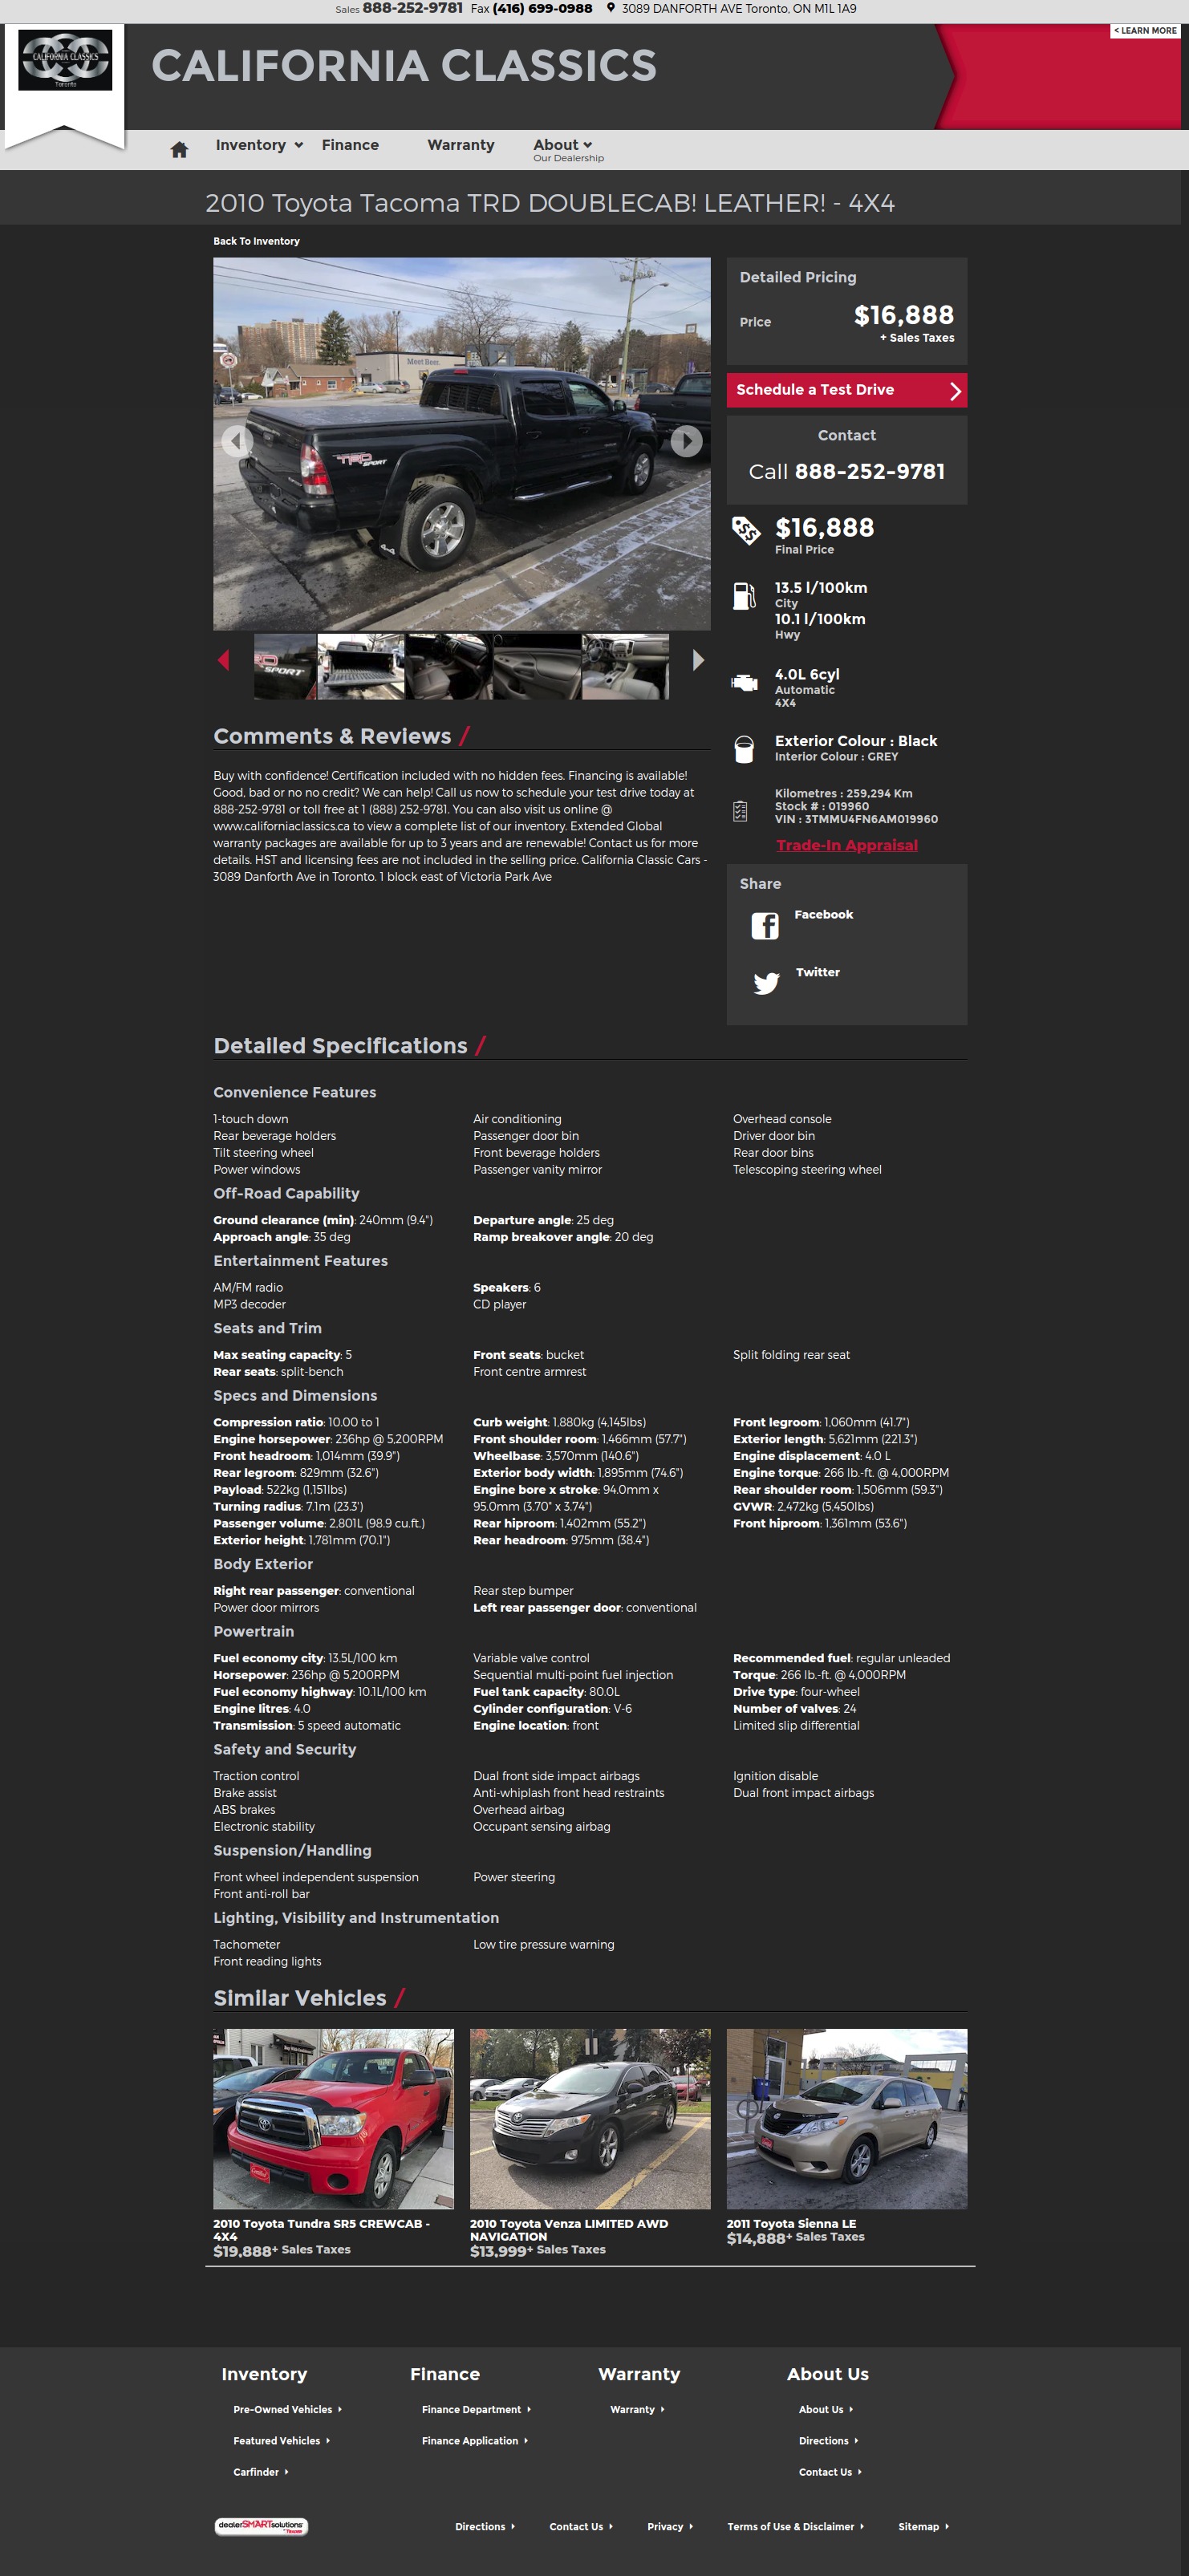 Sales 888-252-9781 Fax (416) 699-0988 3089 DANFORTH AVE Toronto, ON M1L 1A9
< LEARN MORE
CALIFORNIA CLASSICS
Toronto
CALIFORNIA CLASSICS
Inventory Finance Warranty About
Our Dealership
2010 Toyota Tacoma TRD DOUBLECAB! LEATHER! - 4X4
Back To Inventory
Meet Best
TRD
SPORT
SPORT
Detailed Pricing
Price $16,888
+ Sales Taxes
Schedule a Test Drive
Contact
Call 888-252-9781
$16,888
Final Price
13.5 l/100km
City
10.1 l/100km
Hwy
4.0L 6cyl
Automatic
4X4
Exterior Colour : Black
Interior Colour : GREY
Kilometres : 259,294 Km
Stock # : 019960
VIN : 3TMMU4FN6AM019960
Trade-In Appraisal
Share
Facebook
Twitter
Comments & Reviews /
Buy with confidence! Certification included with no hidden fees. Financing is available!
Good, bad or no no credit? We can help! Call us now to schedule your test drive today at
888-252-9781 or toll free at 1 (888) 252-9781. You can also visit us online @
www.californiaclassics.ca to view a complete list of our inventory. Extended Global
warranty packages are available for up to 3 years and are renewable! Contact us for more
details. HST and licensing fees are not included in the selling price. California Classic Cars -
3089 Danforth Ave in Toronto. 1 block east of Victoria Park Ave
Detailed Specifications /
Convenience Features
1-touch down Air conditioning Overhead console
Rear beverage holders Passenger door bin Driver door bin
Tilt steering wheel Front beverage holders Rear door bins
Power windows Passenger vanity mirror Telescoping steering wheel
Off-Road Capability
Ground clearance (min): 240mm (9.4") Departure angle: 25 deg
Approach angle: 35 deg Ramp breakover angle: 20 deg
Entertainment Features
AM/FM radio Speakers: 6
MP3 decoder CD player
Seats and Trim
Max seating capacity: 5 Front seats: bucket Split folding rear seat
Rear seats: split-bench Front centre armrest
Specs and Dimensions
Compression ratio: 10.00 to 1 Curb weight: 1,880kg (4,145lbs) Front legroom: 1,060mm (41.7")
Engine horsepower: 236hp @ 5,200RPM Front shoulder room: 1,466mm (57.7") Exterior length: 5,621mm (221.3")
Front headroom: 1,014mm (39.9") Wheelbase: 3,570mm (140.6") Engine displacement: 4.0 L
Rear legroom: 829mm (32.6") Exterior body width: 1,895mm (74.6") Engine torque: 266 lb.-ft. @ 4,000RPM
Payload: 522kg (1,151lbs) Engine bore x stroke: 94.0mm x Rear shoulder room: 1,506mm (59.3")
Turning radius: 7.1m (23.3') 95.0mm (3.70" x 3.74") GVWR: 2,472kg (5,450lbs)
Passenger volume: 2,801L (98.9 cu.ft.) Rear hiproom: 1,402mm (55.2") Front hiproom: 1,361mm (53.6")
Exterior height: 1,781mm (70.1") Rear headroom: 975mm (38.4")
Body Exterior
Right rear passenger: conventional Rear step bumper
Power door mirrors Left rear passenger door: conventional
Powertrain
Fuel economy city: 13.5L/100 km Variable valve control Recommended fuel: regular unleaded
Horsepower: 236hp @ 5,200RPM Sequential multi-point fuel injection Torque: 266 lb.-ft. @ 4,000RPM
Fuel economy highway: 10.1L/100 km Fuel tank capacity: 80.0L Drive type: four-wheel
Engine litres: 4.0 Cylinder configuration: V-6 Number of valves: 24
Transmission: 5 speed automatic Engine location: front Limited slip differential
Safety and Security
Traction control Dual front side impact airbags Ignition disable
Brake assist Anti-whiplash front head restraints Dual front impact airbags
ABS brakes Overhead airbag
Electronic stability Occupant sensing airbag
Suspension/Handling
Front wheel independent suspension Power steering
Front anti-roll bar
Lighting, Visibility and Instrumentation
Tachometer Low tire pressure warning
Front reading lights
Similar Vehicles /
2010 Toyota Tundra SR5 CREWCAB - 2010 Toyota Venza LIMITED AWD 2011 Toyota Sienna LE
4X4 NAVIGATION $14,888+ Sales Taxes
$19,888+ Sales Taxes $13,999+ Sales Taxes
Inventory Finance Warranty About Us
Pre-Owned Vehicles Finance Department Warranty About Us
Featured Vehicles Finance Application Directions
Carfinder Contact Us
dealerSMARTsolutions
Directions Contact Us Privacy Terms of Use & Disclaimer Sitemap